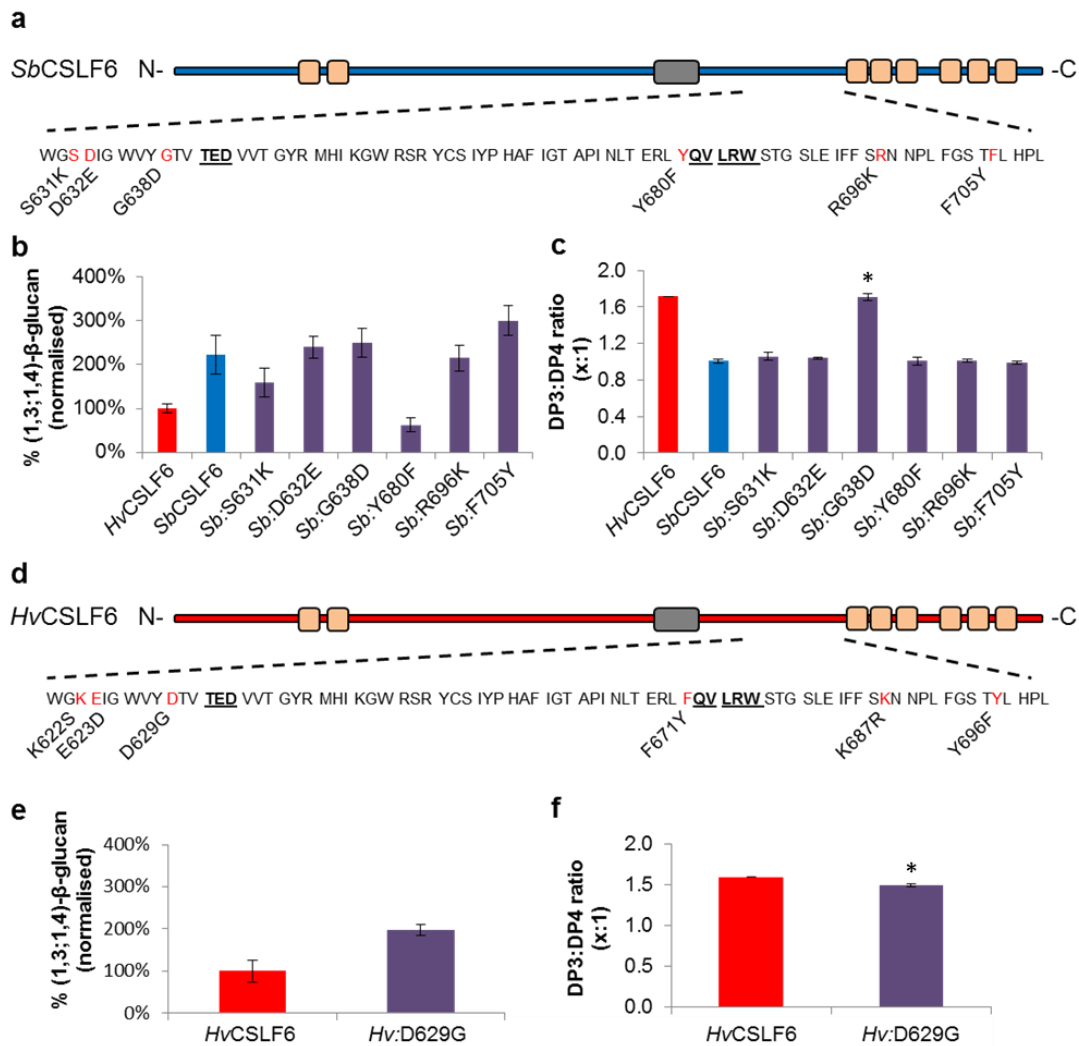 a
SbCSLF6 N- -C
WGS DIG WVY GTV TED VVT GYR MHI KGW RSR YCS IYP HAF IGT API NLT ERL YQV LRW STG SLE IFF SRN NPL FGS TFL HPL
S631K D632E G638D Y680F R696K F705Y
b
% (1,3;1,4)-β-glucan
(normalised)
400%
300%
200%
100%
0%
HvCSLF6 SbCSLF6 Sb:S631K Sb:D632E Sb:G638D Sb:Y680F Sb:R696K Sb:F705Y
c
DP3:DP4 ratio
(x:1)
2.0
1.6
1.2
0.8
0.4
0.0
*
HvCSLF6 SbCSLF6 Sb:S631K Sb:D632E Sb:G638D Sb:Y680F Sb:R696K Sb:F705Y
d
HvCSLF6 N- -C
WGK EIG WVY DTV TED VVT GYR MHI KGW RSR YCS IYP HAF IGT API NLT ERL FQV LRW STG SLE IFF SKN NPL FGS TYL HPL
K622S E623D D629G F671Y K687R Y696F
e
% (1,3;1,4)-β-glucan
(normalised)
400%
300%
200%
100%
0%
HvCSLF6 Hv:D629G
f
DP3:DP4 ratio
(x:1)
2.0
1.5
1.0
0.5
0.0
*
HvCSLF6 Hv:D629G